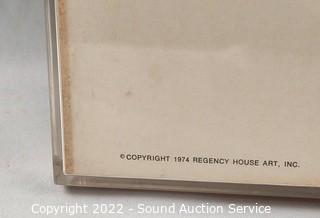 © COPYRIGHT 1974 REGENCY HOUSE ART, INC.
Copyright 2022 - Sound Auction Service